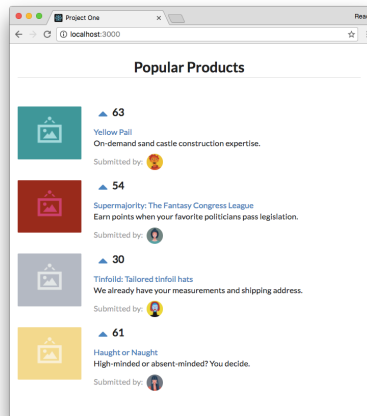 Project One
Reac
localhost:3000
Popular Products
63
Yellow Pail
On-demand sand castle construction expertise.
Submitted by:
54
Supermajority: The Fantasy Congress League
Earn points when your favorite politicians pass legislation.
Submitted by:
30
Tinfoild: Tailored tinfoil hats
We already have your measurements and shipping address.
Submitted by:
61
Haught or Naught
High-minded or absent-minded? You decide.
Submitted by: